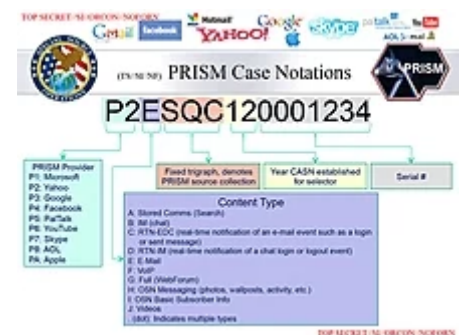 TOP SECRET//SI//ORCON//NOFORN
Gmail facebook Hotmail Google skype paltalk YouTube
YAHOO! AOL mail
(TS//SI//NF) PRISM Case Notations
PRISM
P2ESQC120001234
PRISM Provider
P1: Microsoft
P2: Yahoo
P3: Google
P4: Facebook
P5: PalTalk
P6: YouTube
P7: Skype
P8: AOL
PA: Apple
Fixed trigraph, denotes
PRISM source collection
Year CASN established
for selector
Serial #
Content Type
A: Stored Comms (Search)
B: IM (chat)
C: RTN-EDC (real-time notification of an e-mail event such as a login
or sent message)
D: RTN-IM (real-time notification of a chat login or logout event)
E: E-Mail
F: VoIP
G: Full (WebForum)
H: OSN Messaging (photos, wallposts, activity, etc.)
I: OSN Basic Subscriber Info
J: Videos
. (dot): Indicates multiple types
TOP SECRET//SI//ORCON//NOFORN